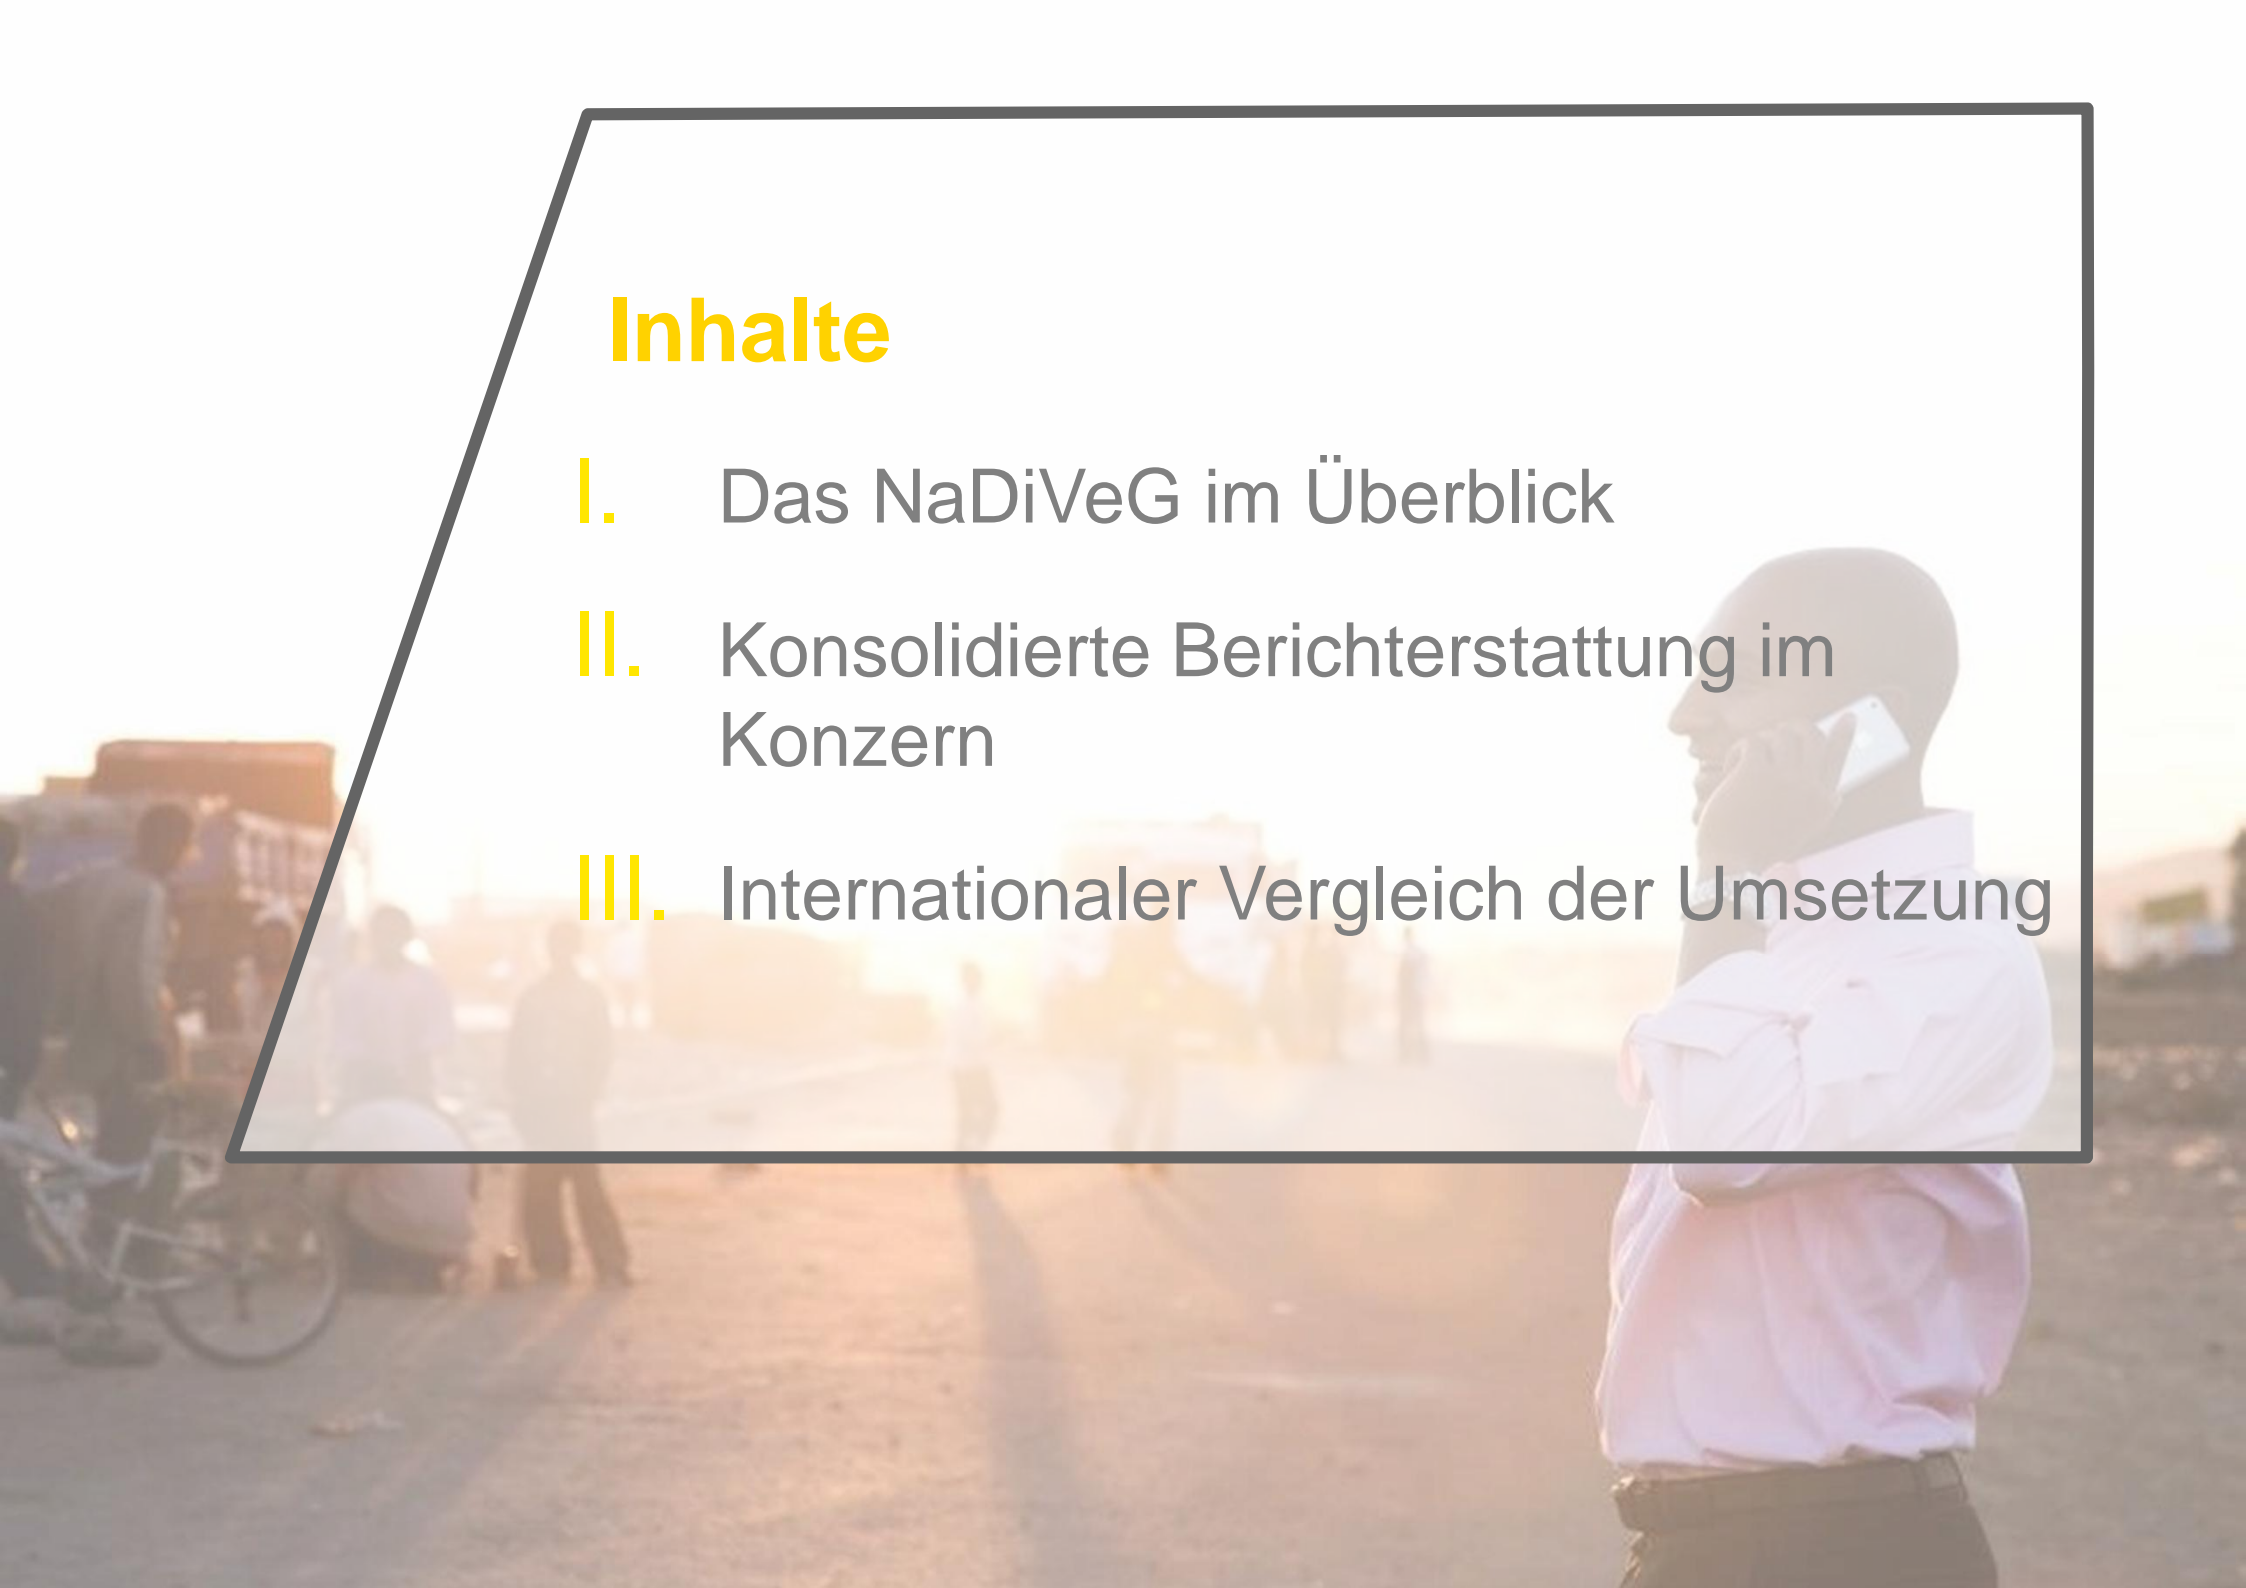 Inhalte
I. Das NaDiVeG im Überblick
II. Konsolidierte Berichterstattung im
Konzern
III. Internationaler Vergleich der Umsetzung